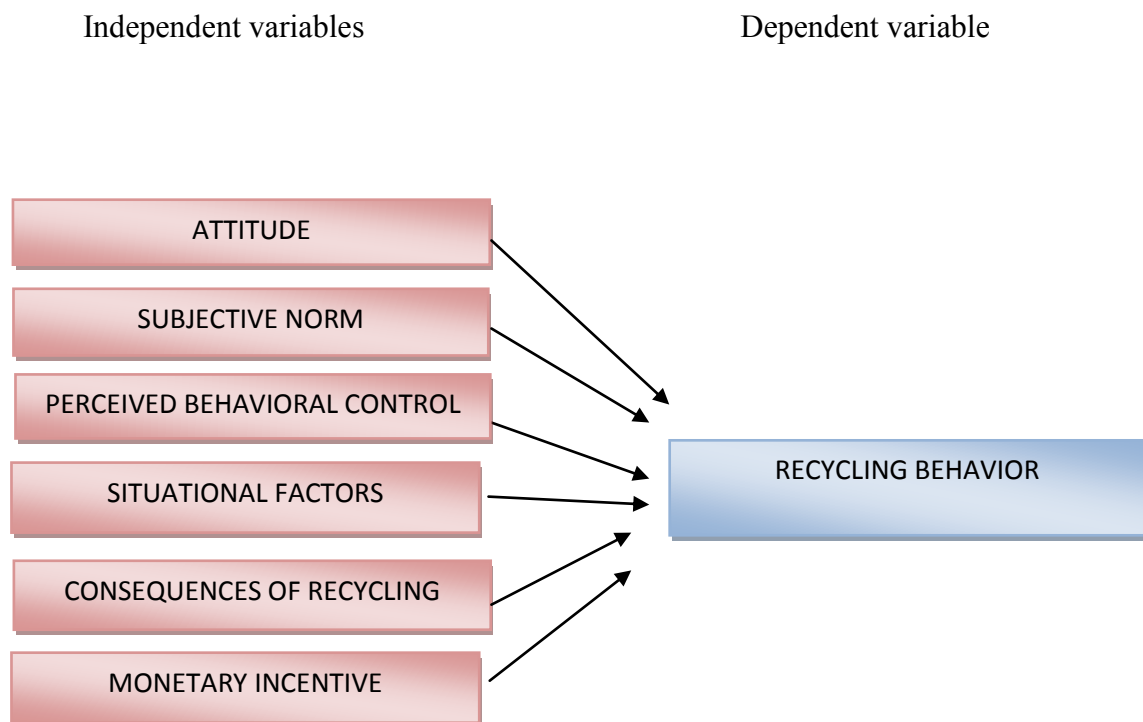 Independent variables
Dependent variable
ATTITUDE
SUBJECTIVE NORM
PERCEIVED BEHAVIORAL CONTROL
SITUATIONAL FACTORS
CONSEQUENCES OF RECYCLING
MONETARY INCENTIVE
RECYCLING BEHAVIOR